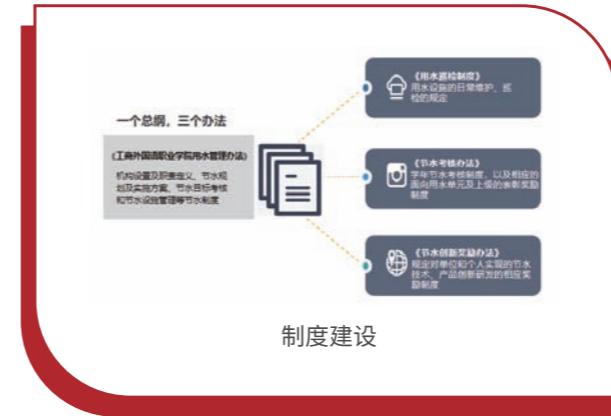 一个总纲，三个办法
《工商外国语职业学院用水管理办法》
机构设置及职责定义、节水规
划及实施方案、节水目标考核
和节水设施管理等节水制度
《用水巡检制度》
用水设施的日常维护、巡
检的规定
《节水考核办法》
学年节水考核制度，以及相应的
面向用水单元及上级的表彰奖励
制度
《节水创新奖励办法》
规定对单位和个人实现的节水
技术、产品创新研发的相应奖
励制度
制度建设